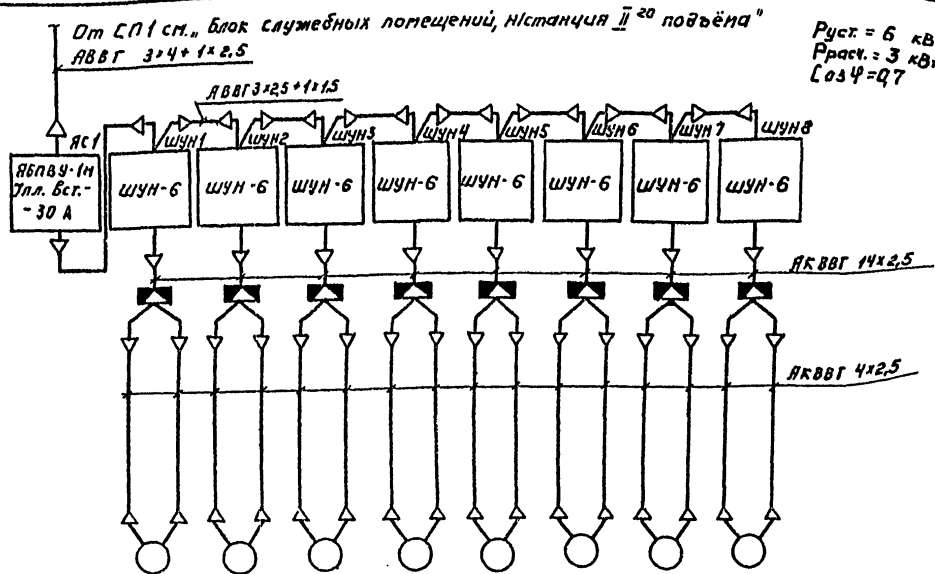 От СП1 см. „Блок служебных помещений, н/станция II го подъёма"
АВВГ 3×4+1×2,5
Руст. = 6 кВ
Ррасч. = 3 кВт
Cos φ = 0,7
АВВГ 3×2,5+1×1,5
ЯС1
ШУН1 ШУН2 ШУН3 ШУН4 ШУН5 ШУН6 ШУН7 ШУН8
ЯБПВУ-1м
Iпл. Вст.-
-30 А
ШУН-6 ШУН-6 ШУН-6 ШУН-6 ШУН-6 ШУН-6 ШУН-6 ШУН-6
АКВВГ 14×2,5
АКВВГ 4×2,5